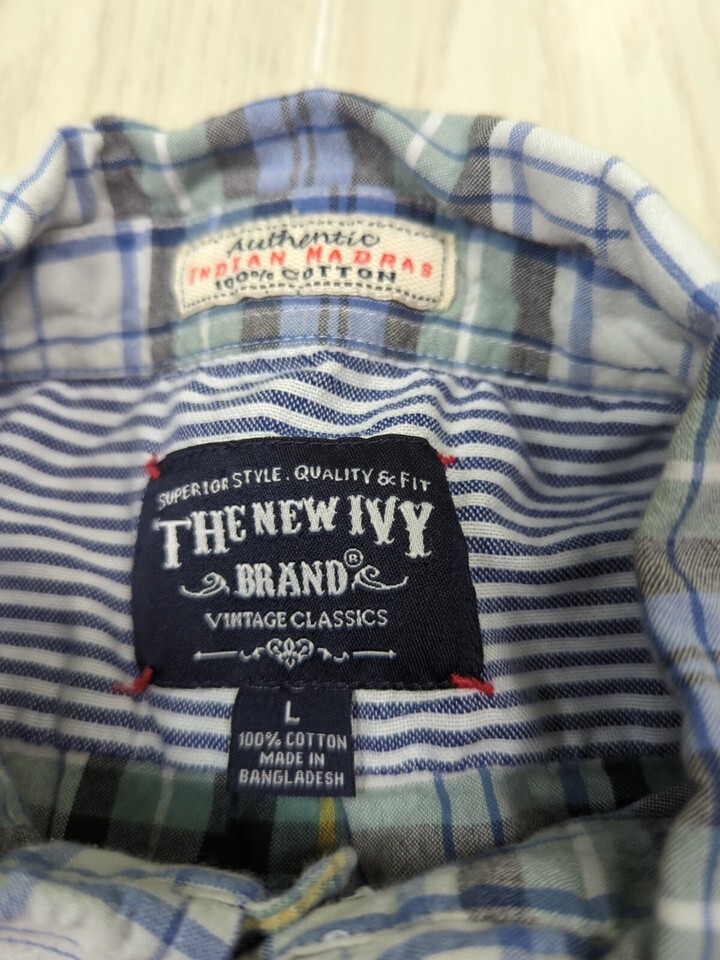 Authentic
INDIAN MADRAS
100% COTTON
SUPERIOR STYLE. QUALITY & FIT
THE NEW IVY
BRAND®
VINTAGE CLASSICS
L
100% COTTON
MADE IN
BANGLADESH